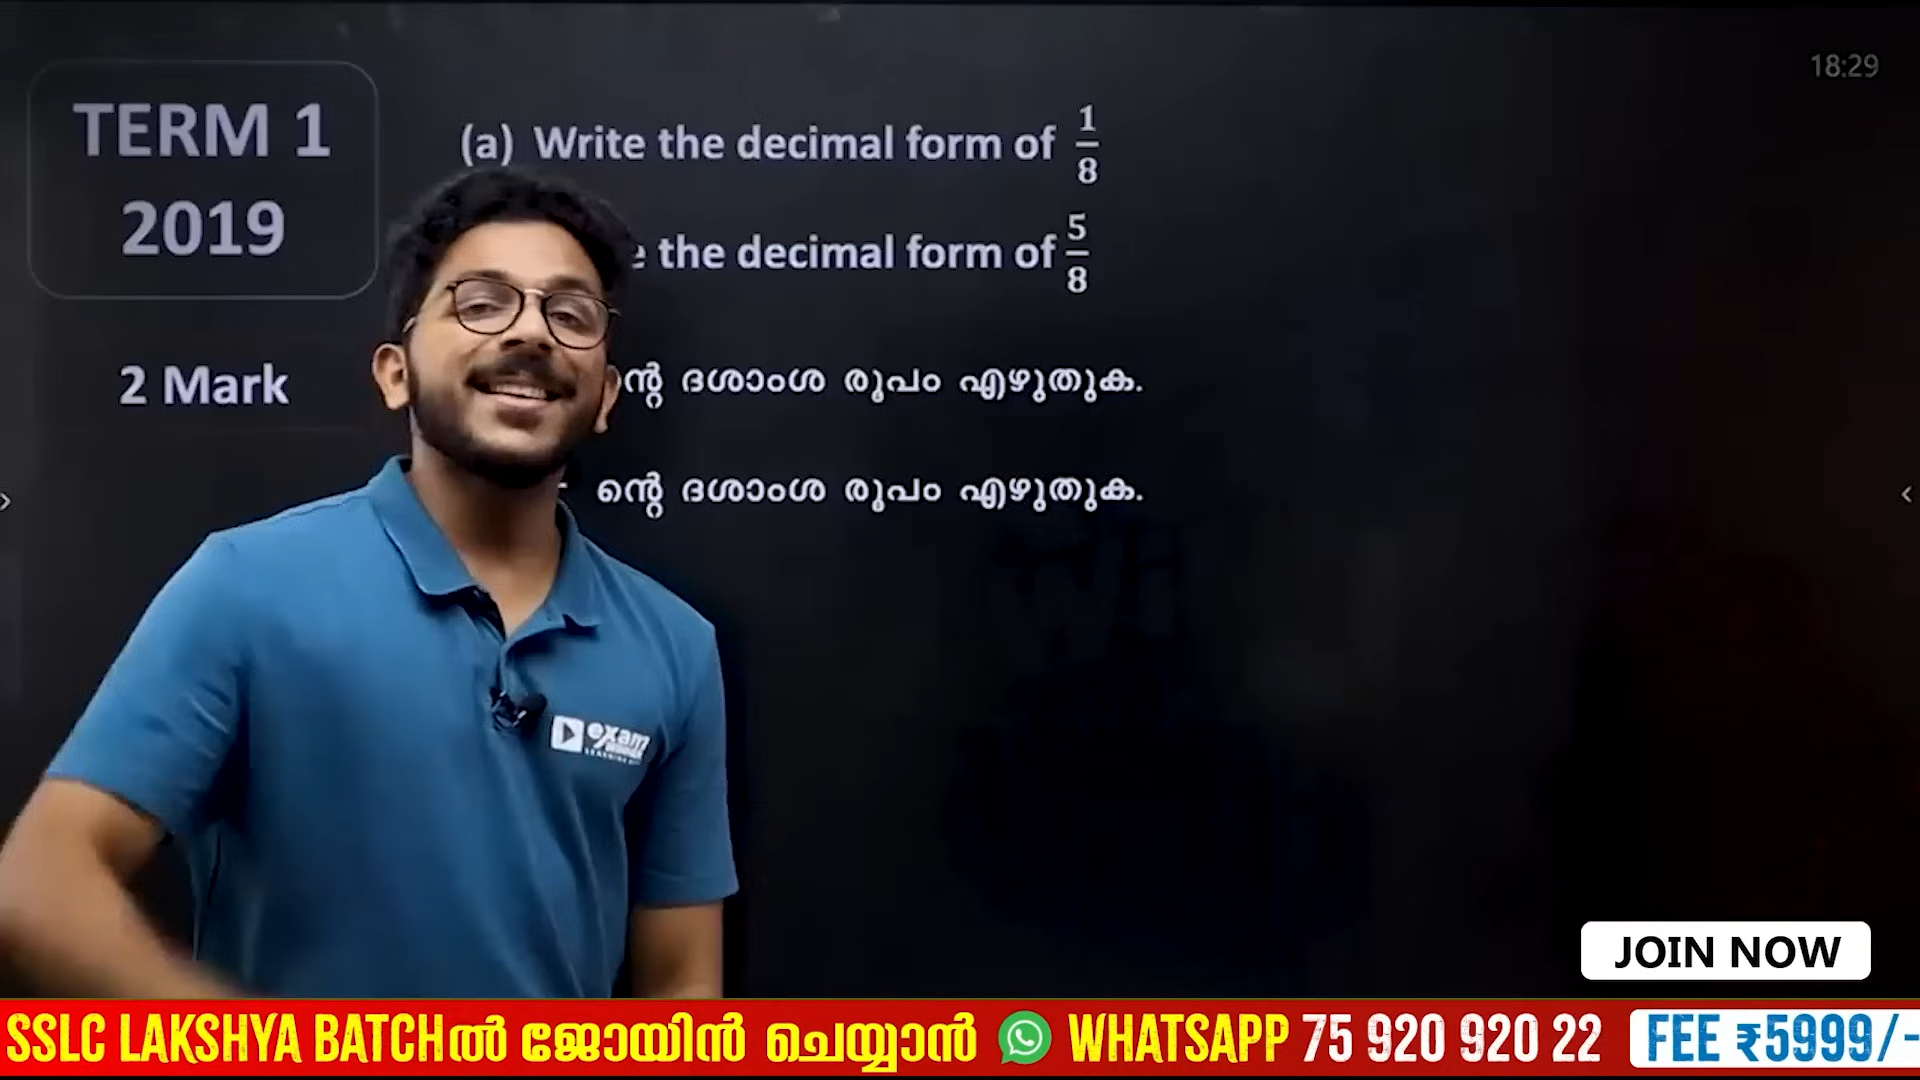 18:29
TERM 1
2019
(a) Write the decimal form of 1/8
the decimal form of 5/8
2 Mark
ന്റെ ദശാംശ രൂപം എഴുതുക.
ന്റെ ദശാംശ രൂപം എഴുതുക.
exam
JOIN NOW
SSLC LAKSHYA BATCHൽ ജോയിൻ ചെയ്യാൻ WHATSAPP 75 920 920 22 FEE ₹5999/-